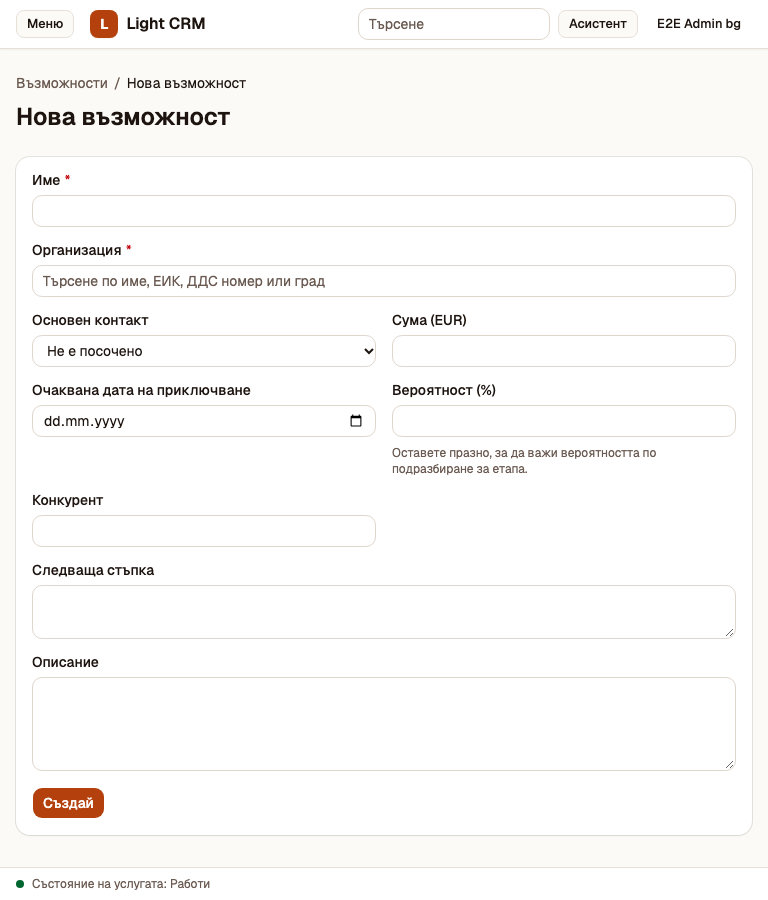 Меню
L
Light CRM
Търсене
Асистент
E2E Admin bg
Възможности / Нова възможност
Нова възможност
Име *
Организация *
Търсене по име, ЕИК, ДДС номер или град
Основен контакт
Сума (EUR)
Не е посочено
Очаквана дата на приключване
Вероятност (%)
dd.mm.yyyy
Оставете празно, за да важи вероятността по
подразбиране за етапа.
Конкурент
Следваща стъпка
Описание
Създай
Състояние на услугата: Работи